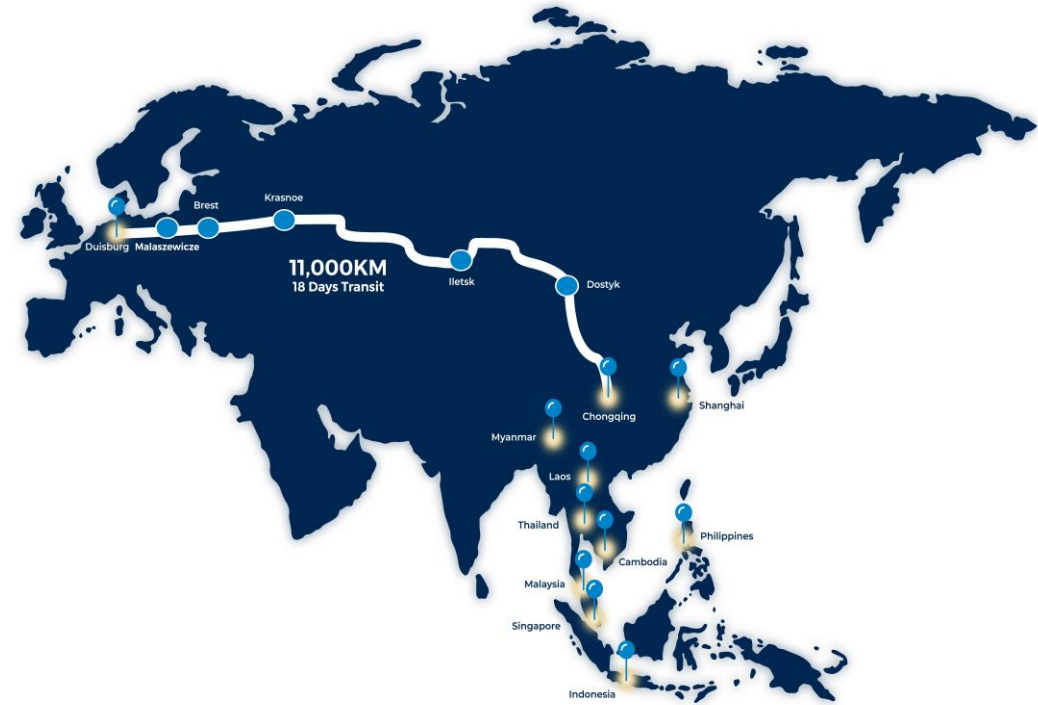 Krasnoe
Brest
Duisburg
Malaszewicze
11,000KM
18 Days Transit
Iletsk
Dostyk
Chongqing
Shanghai
Myanmar
Laos
Thailand
Philippines
Cambodia
Malaysia
Singapore
Indonesia